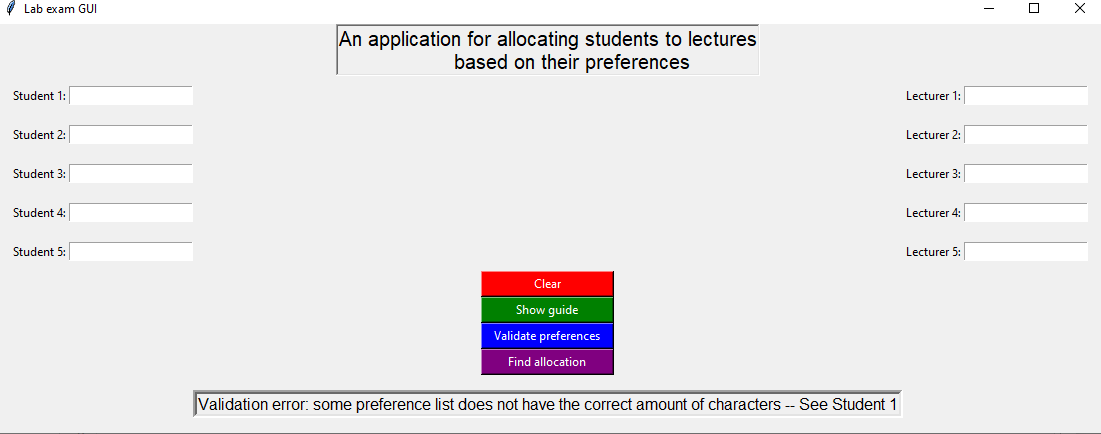 Lab exam GUI
An application for allocating students to lectures
based on their preferences
Student 1:
Lecturer 1:
Student 2:
Lecturer 2:
Student 3:
Lecturer 3:
Student 4:
Lecturer 4:
Student 5:
Lecturer 5:
Clear
Show guide
Validate preferences
Find allocation
Validation error: some preference list does not have the correct amount of characters -- See Student 1